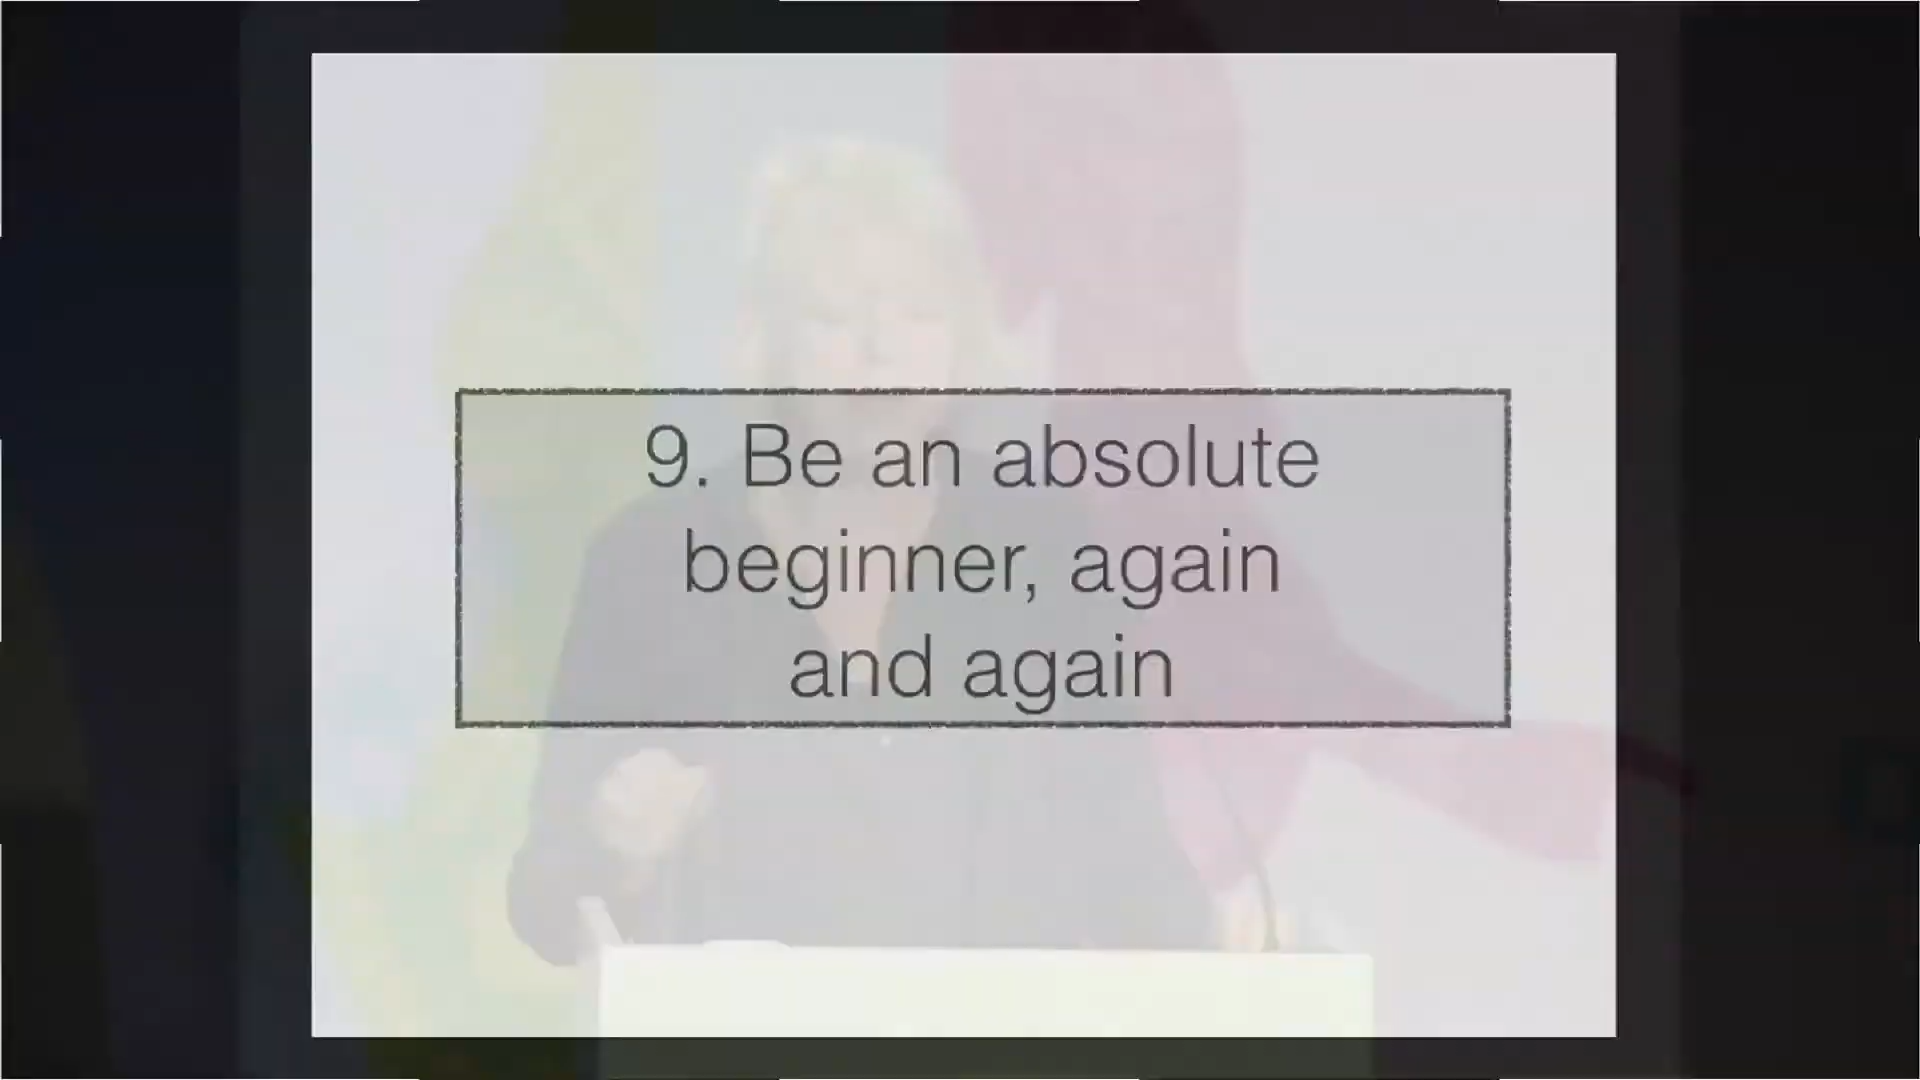 9. Be an absolute
beginner, again
and again